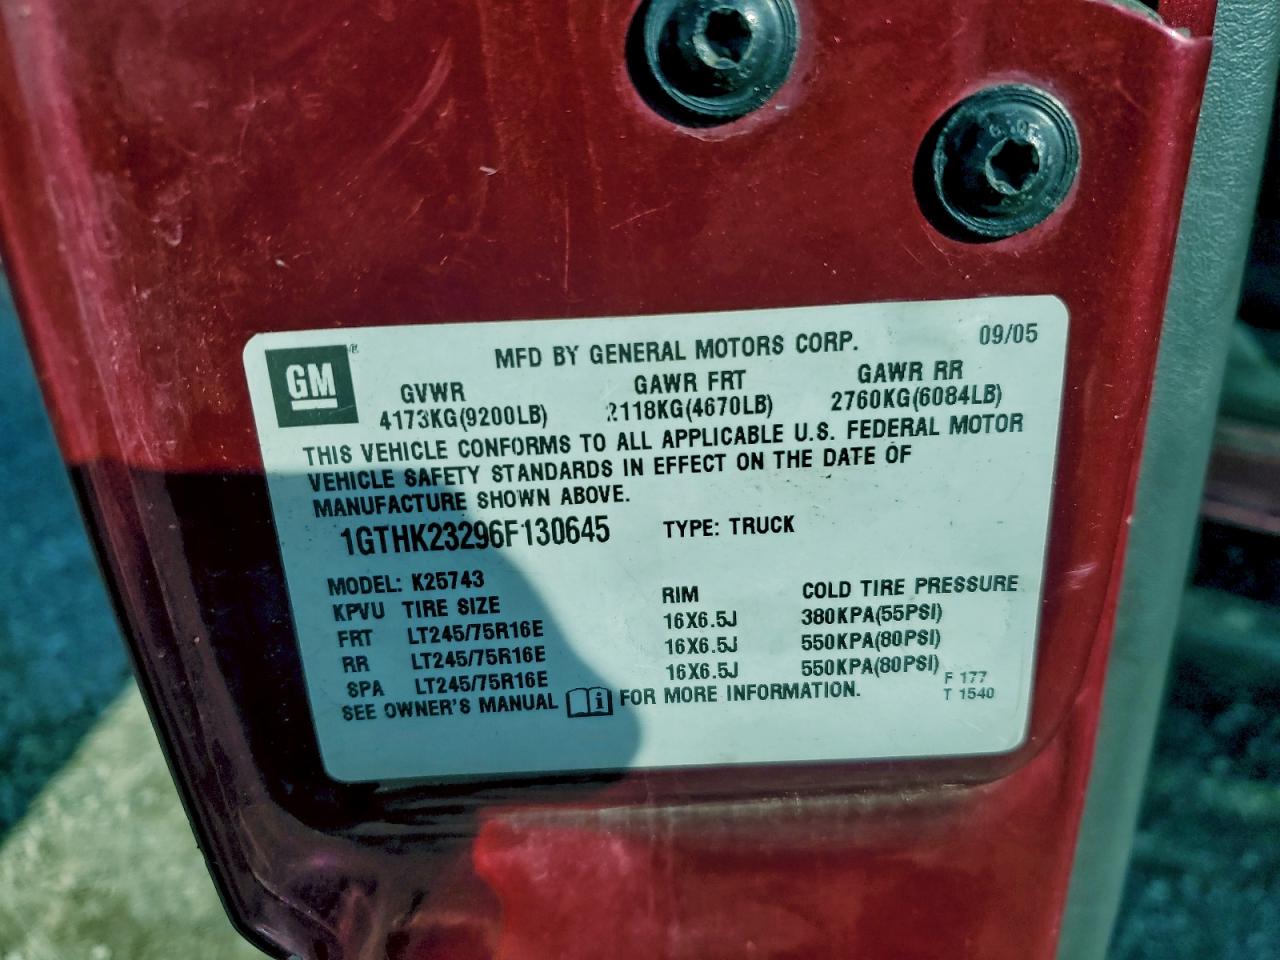 GM
MFD BY GENERAL MOTORS CORP. 09/05
GVWR GAWR FRT GAWR RR
4173KG(9200LB) 2118KG(4670LB) 2760KG(6084LB)
THIS VEHICLE CONFORMS TO ALL APPLICABLE U.S. FEDERAL MOTOR
VEHICLE SAFETY STANDARDS IN EFFECT ON THE DATE OF
MANUFACTURE SHOWN ABOVE.
1GTHK23296F130645 TYPE: TRUCK
MODEL: K25743
KPVU TIRE SIZE RIM COLD TIRE PRESSURE
FRT LT245/75R16E 16X6.5J 380KPA(55PSI)
RR LT245/75R16E 16X6.5J 550KPA(80PSI)
SPA LT245/75R16E 16X6.5J 550KPA(80PSI)
SEE OWNER'S MANUAL i FOR MORE INFORMATION.
F 177
T 1540